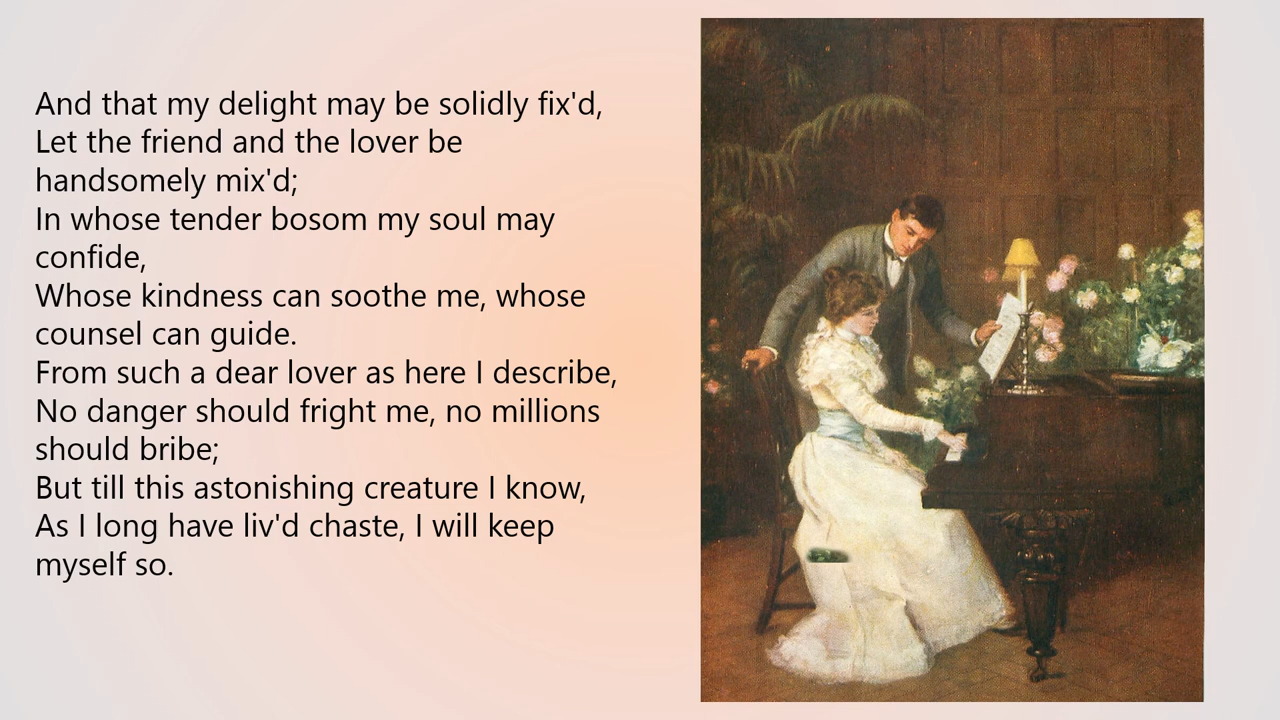 And that my delight may be solidly fix'd,
Let the friend and the lover be
handsomely mix'd;
In whose tender bosom my soul may
confide,
Whose kindness can soothe me, whose
counsel can guide.
From such a dear lover as here I describe,
No danger should fright me, no millions
should bribe;
But till this astonishing creature I know,
As I long have liv'd chaste, I will keep
myself so.